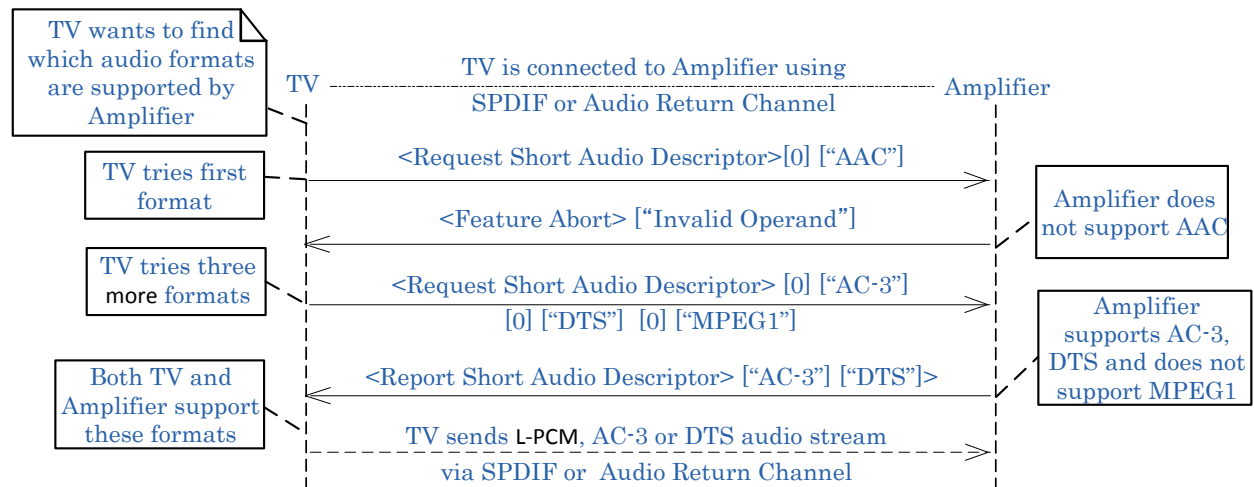 TV wants to find
which audio formats
are supported by
Amplifier
TV
TV is connected to Amplifier using
SPDIF or Audio Return Channel
Amplifier
<Request Short Audio Descriptor>[0] [“AAC”]
TV tries first
format
<Feature Abort> [“Invalid Operand”]
Amplifier does
not support AAC
TV tries three
more formats
<Request Short Audio Descriptor> [0] [“AC-3”]
[0] [“DTS”] [0] [“MPEG1”]
Amplifier
supports AC-3,
DTS and does not
support MPEG1
<Report Short Audio Descriptor> [“AC-3”] [“DTS”]>
Both TV and
Amplifier support
these formats
TV sends L-PCM, AC-3 or DTS audio stream
via SPDIF or Audio Return Channel